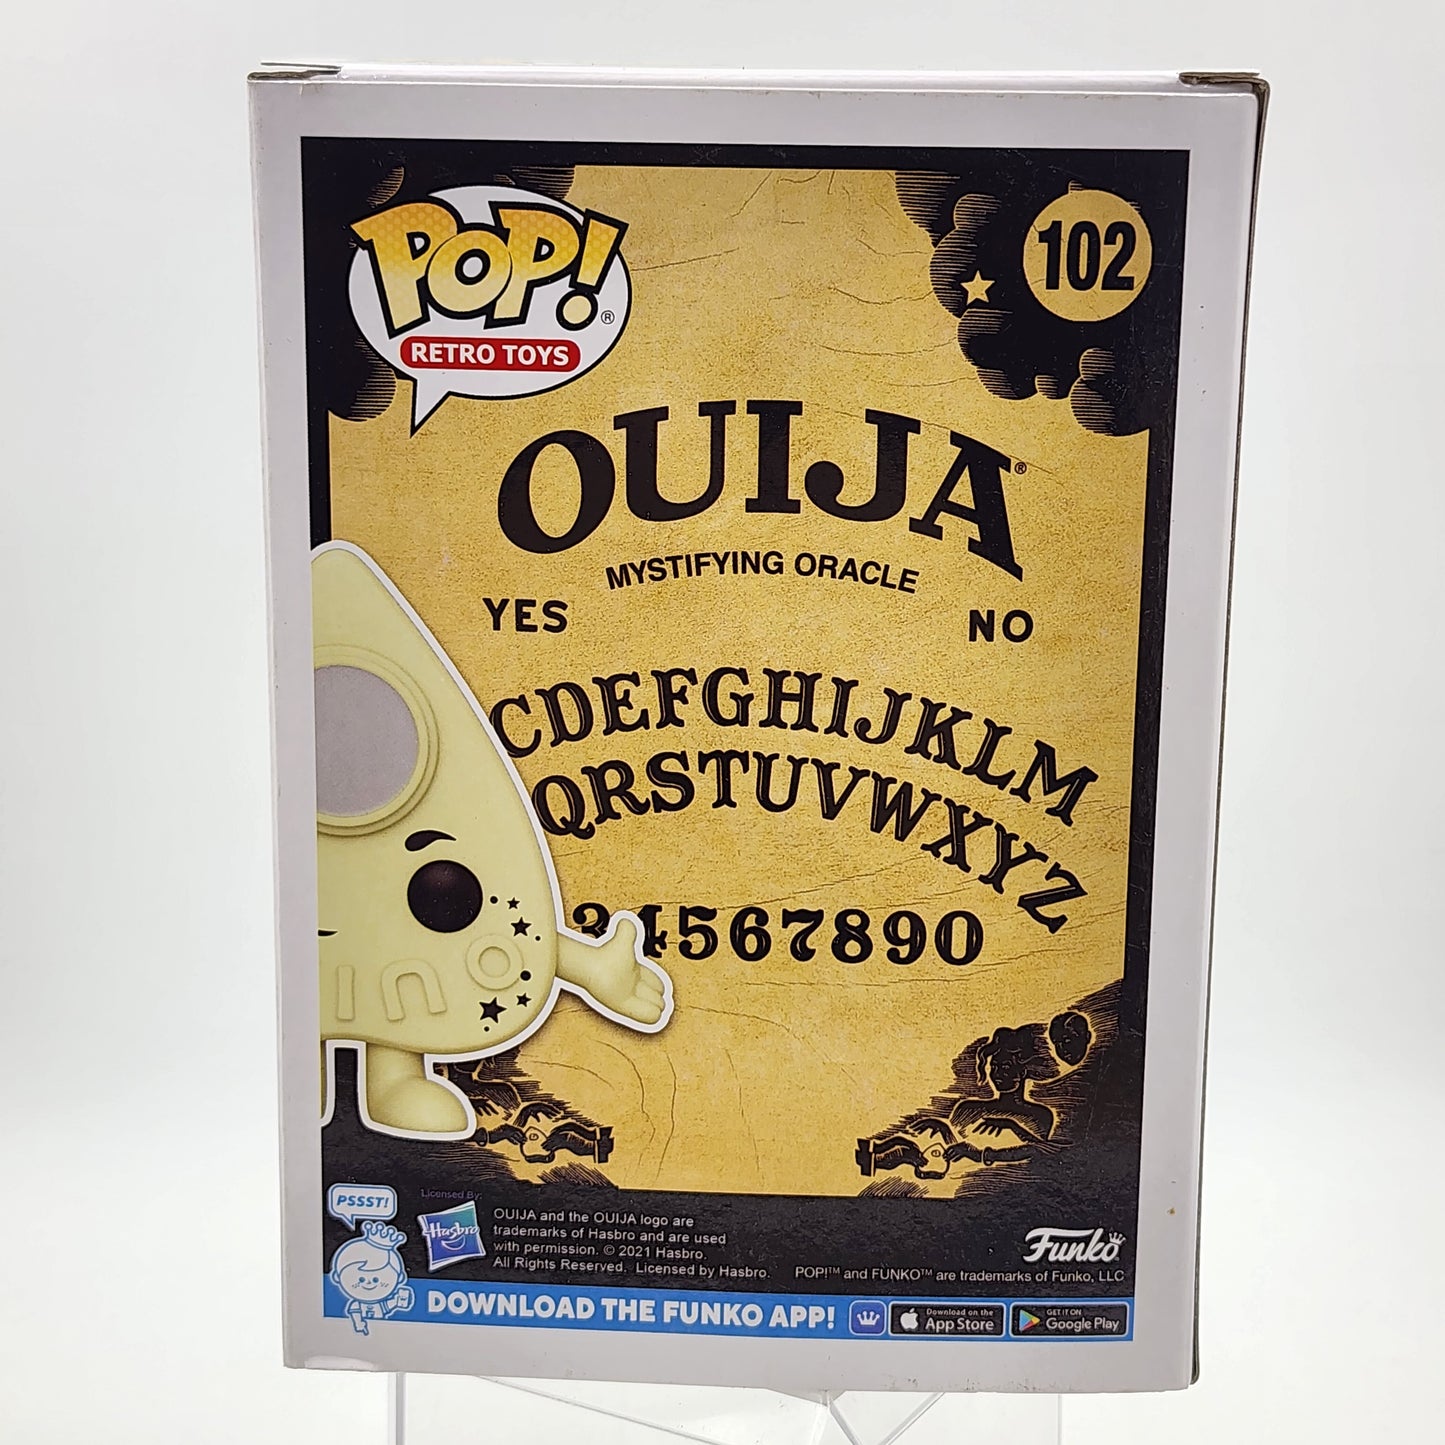 POP!®
RETRO TOYS
102
OUIJA®
MYSTIFYING ORACLE
YES
NO
CDEFGHIJKLM
QRSTUVWXYZ
34567890
OUI
PSSST!
Licensed By:
Hasbro
OUIJA and the OUIJA logo are
trademarks of Hasbro and are used
with permission. © 2021 Hasbro.
All Rights Reserved. Licensed by Hasbro.
Funko
POP!™ and FUNKO™ are trademarks of Funko, LLC
DOWNLOAD THE FUNKO APP!
Download on the
App Store
GET IT ON
Google Play